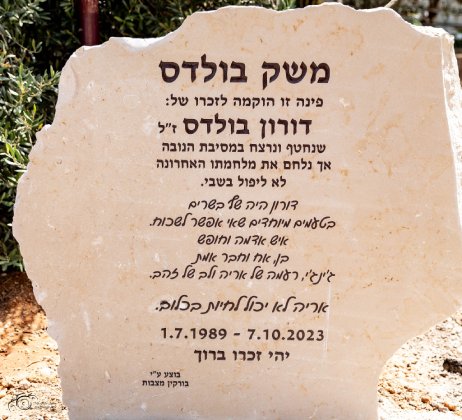 משק בולדס
פינה זו הוקמה לזכרו של:
דורון בולדס ז"ל
שנחטף ונרצח במסיבת הנובה
אך נלחם את מלחמתו האחרונה
לא ליפול בשבי.
דורון היה שף בשרים
בטעמים מיוחדים שאי אפשר לשכוח.
איש אדמה וחופש
בן, אח וחבר אמת
ג'ינג'י, רעמה של אריה ולב של זהב.
אריה לא יכול לחיות בכלוב.
1.7.1989 - 7.10.2023
יהי זכרו ברוך
בוצע ע"י
בורקין מצבות